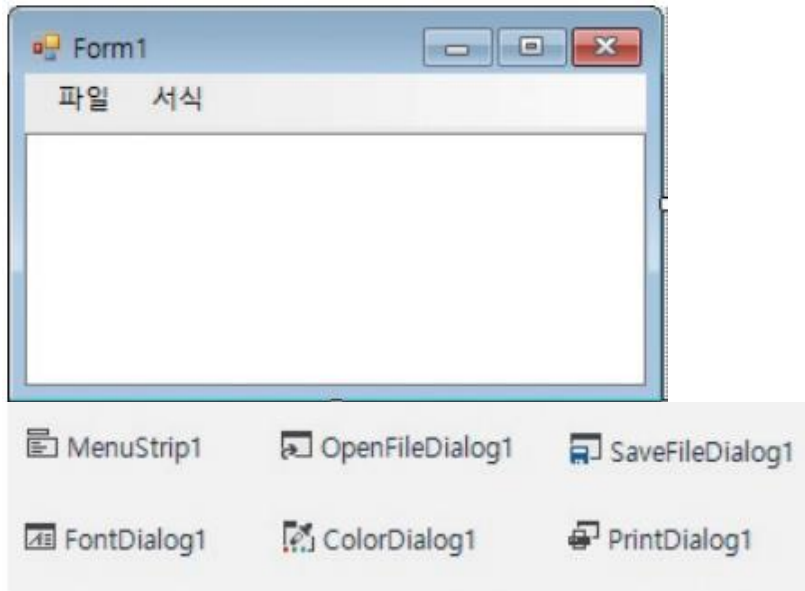 Form1
파일 서식
MenuStrip1 OpenFileDialog1 SaveFileDialog1
FontDialog1 ColorDialog1 PrintDialog1